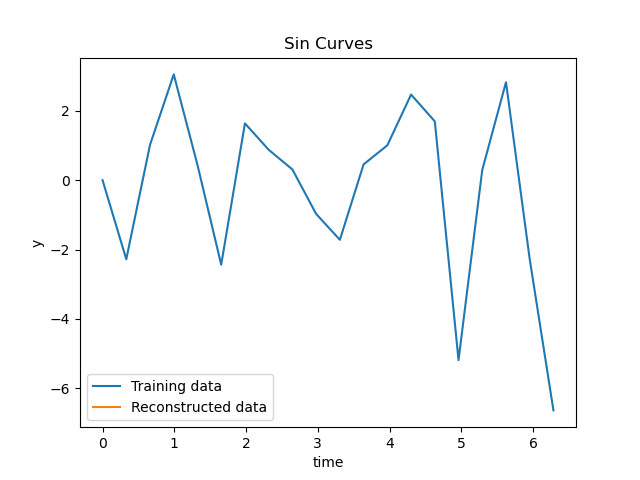 Sin Curves
y
2
0
−2
−4
−6
Training data
Reconstructed data
0 1 2 3 4 5 6
time